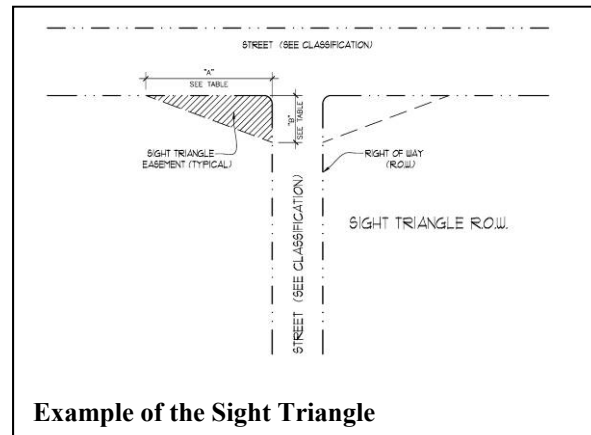 STREET (SEE CLASSIFICATION)
"A"
SEE TABLE
"B"
SEE TABLE
SIGHT TRIANGLE
EASEMENT (TYPICAL)
RIGHT OF WAY
(R.O.W.)
STREET (SEE CLASSIFICATION)
SIGHT TRIANGLE R.O.W.
Example of the Sight Triangle